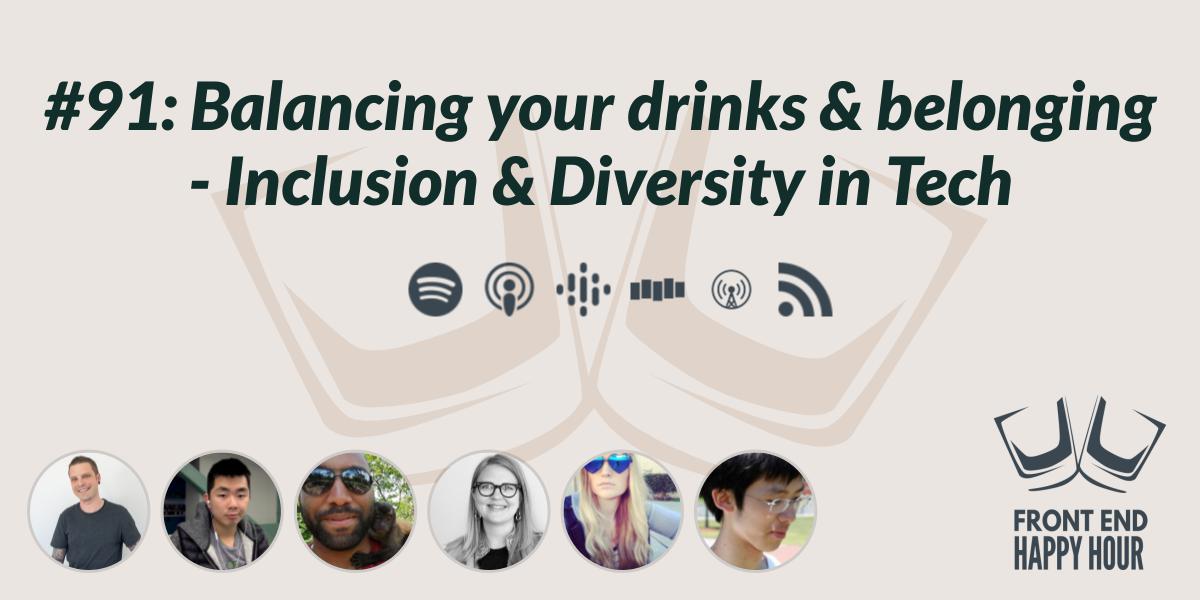 #91: Balancing your drinks & belonging
- Inclusion & Diversity in Tech
FRONT END
HAPPY HOUR